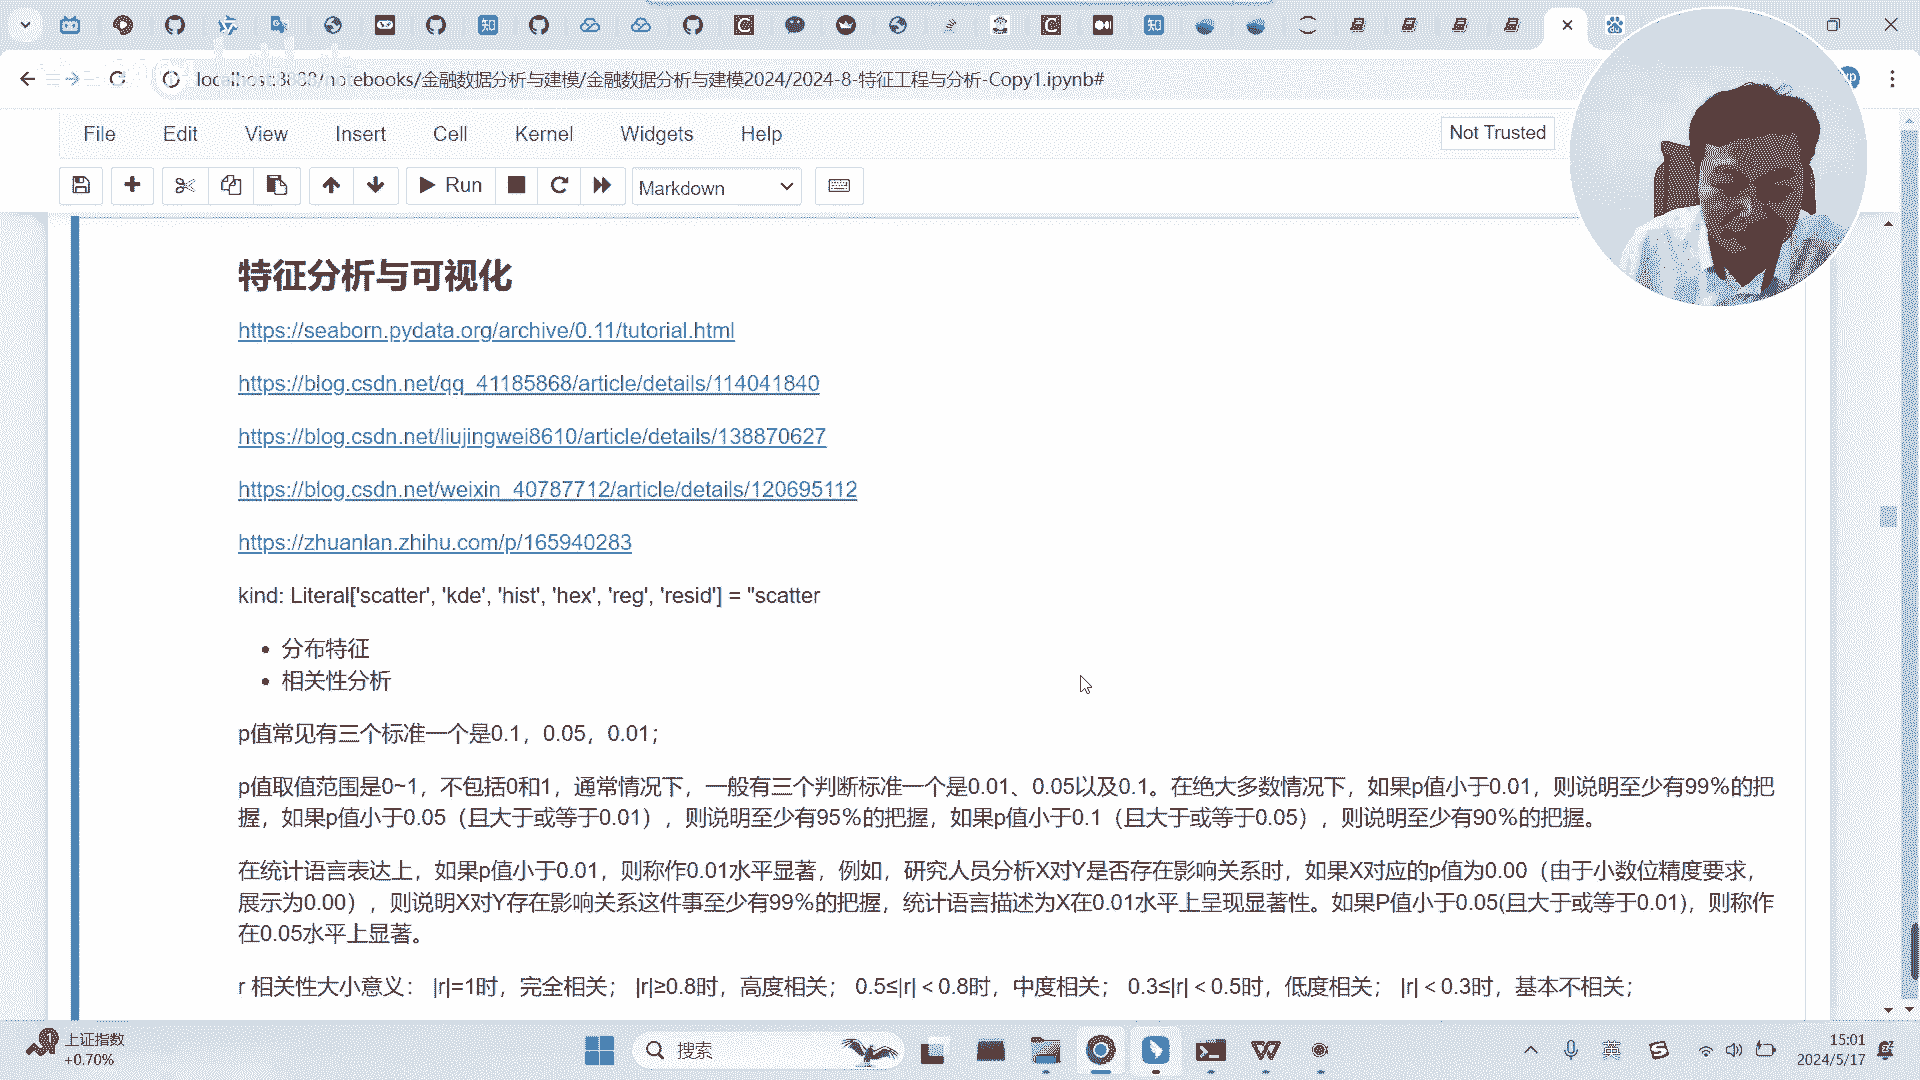 localhost:8888/notebooks/金融数据分析与建模/金融数据分析与建模2024/2024-8-特征工程与分析-Copy1.ipynb#
File Edit View Insert Cell Kernel Widgets Help Not Trusted
Run Markdown
特征分析与可视化
https://seaborn.pydata.org/archive/0.11/tutorial.html
https://blog.csdn.net/qq_41185868/article/details/114041840
https://blog.csdn.net/liujingwei8610/article/details/138870627
https://blog.csdn.net/weixin_40787712/article/details/120695112
https://zhuanlan.zhihu.com/p/165940283
kind: Literal['scatter', 'kde', 'hist', 'hex', 'reg', 'resid'] = "scatter
• 分布特征
• 相关性分析
p值常见有三个标准一个是0.1，0.05，0.01；
p值取值范围是0~1，不包括0和1，通常情况下，一般有三个判断标准一个是0.01、0.05以及0.1。在绝大多数情况下，如果p值小于0.01，则说明至少有99%的把
握，如果p值小于0.05（且大于或等于0.01），则说明至少有95%的把握，如果p值小于0.1（且大于或等于0.05），则说明至少有90%的把握。
在统计语言表达上，如果p值小于0.01，则称作0.01水平显著，例如，研究人员分析X对Y是否存在影响关系时，如果X对应的p值为0.00（由于小数位精度要求，
展示为0.00），则说明X对Y存在影响关系这件事至少有99%的把握，统计语言描述为X在0.01水平上呈现显著性。如果P值小于0.05(且大于或等于0.01)，则称作
在0.05水平上显著。
r 相关性大小意义： |r|=1时，完全相关； |r|≥0.8时，高度相关； 0.5≤|r|＜0.8时，中度相关； 0.3≤|r|＜0.5时，低度相关； |r|＜0.3时，基本不相关；
上证指数
+0.70%
搜索
英
15:01
2024/5/17